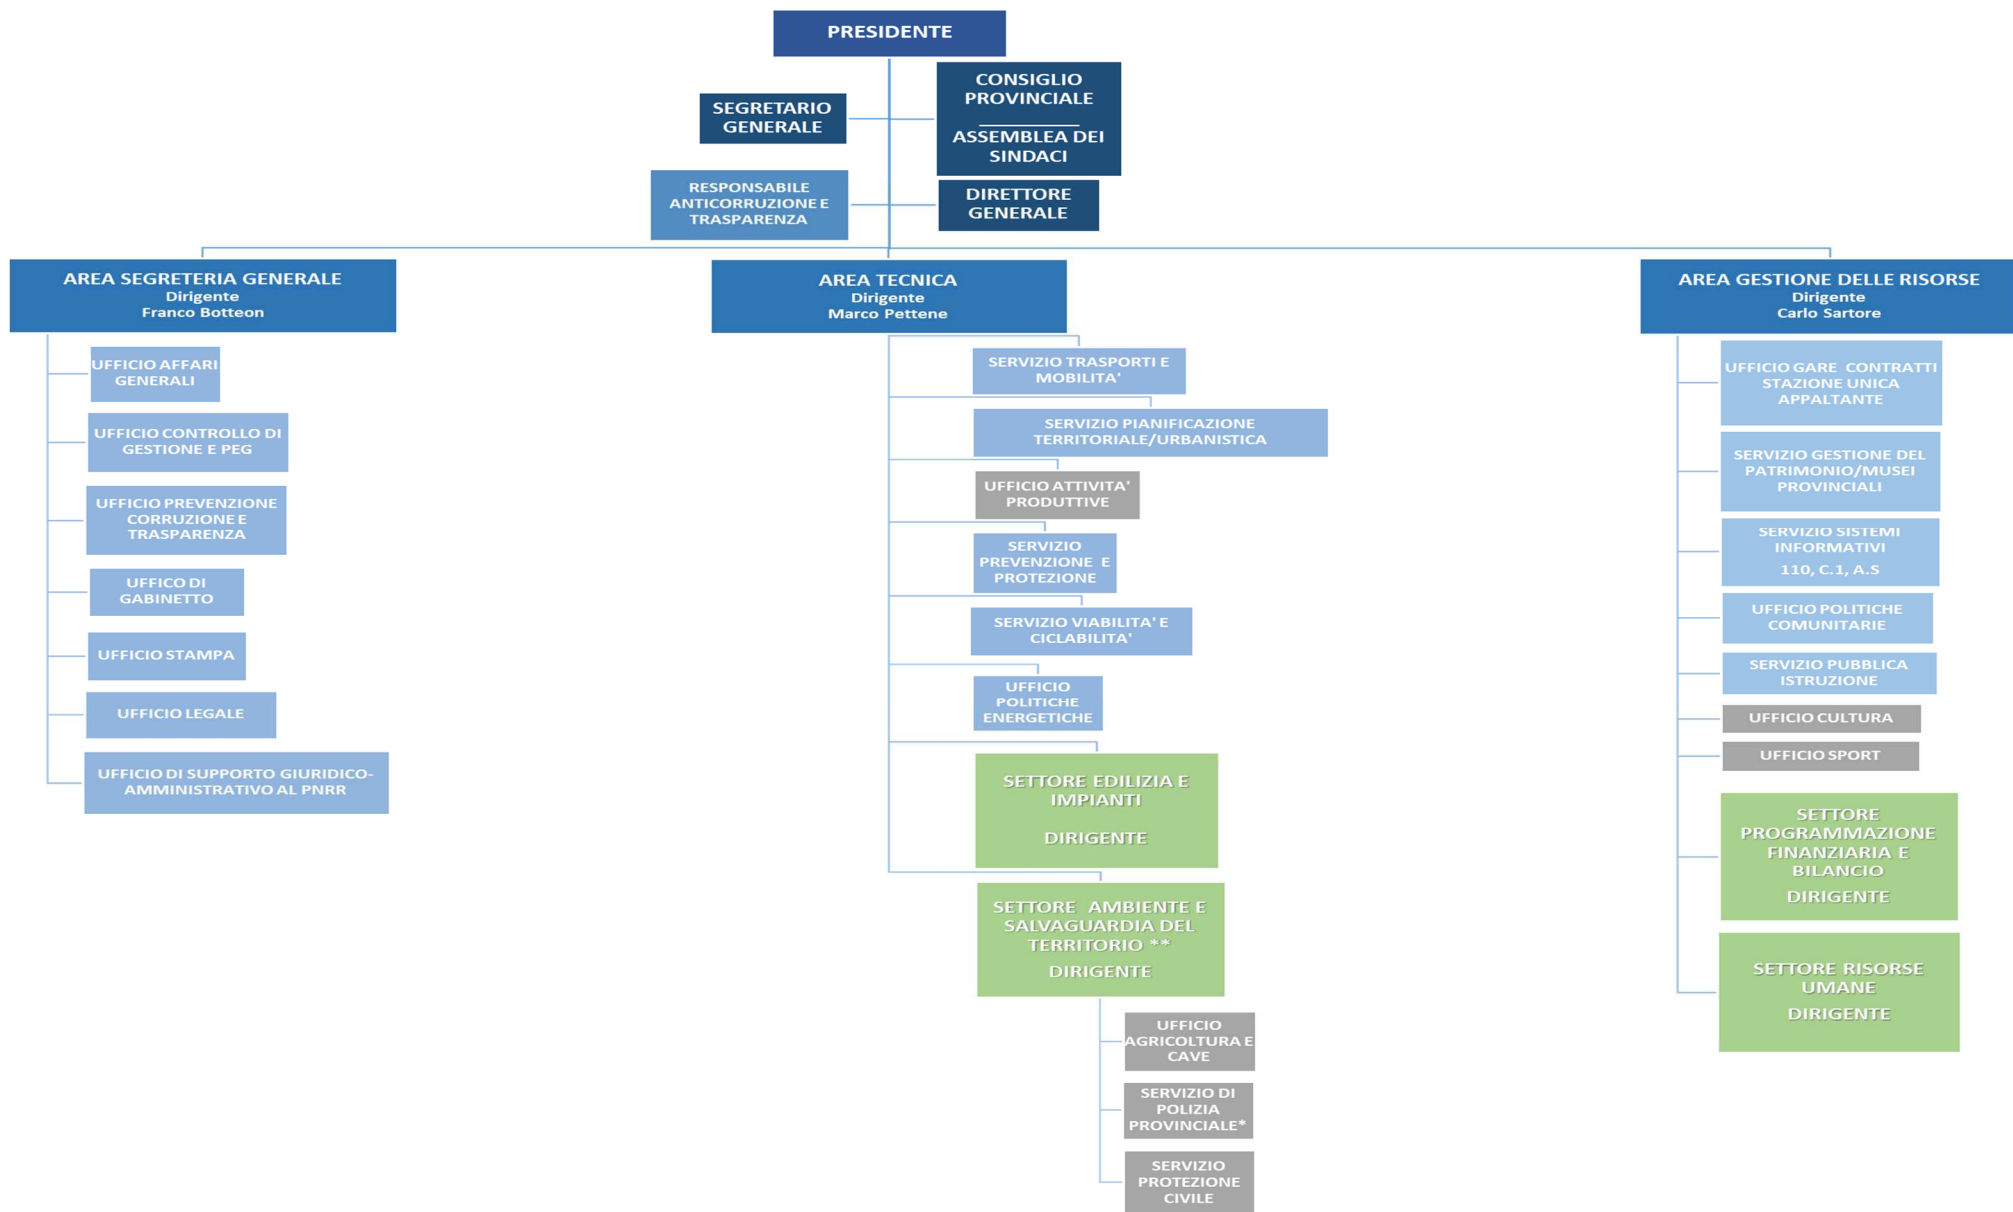 PRESIDENTE
SEGRETARIO
GENERALE
CONSIGLIO
PROVINCIALE
ASSEMBLEA DEI
SINDACI
RESPONSABILE
ANTICORRUZIONE E
TRASPARENZA
DIRETTORE
GENERALE
AREA SEGRETERIA GENERALE
Dirigente
Franco Botteon
UFFICIO AFFARI
GENERALI
UFFICIO CONTROLLO DI
GESTIONE E PEG
UFFICIO PREVENZIONE
CORRUZIONE E
TRASPARENZA
UFFICO DI
GABINETTO
UFFICIO STAMPA
UFFICIO LEGALE
UFFICIO DI SUPPORTO GIURIDICO-
AMMINISTRATIVO AL PNRR
AREA TECNICA
Dirigente
Marco Pettene
SERVIZIO TRASPORTI E
MOBILITA'
SERVIZIO PIANIFICAZIONE
TERRITORIALE/URBANISTICA
UFFICIO ATTIVITA'
PRODUTTIVE
SERVIZIO
PREVENZIONE E
PROTEZIONE
SERVIZIO VIABILITA' E
CICLABILITA'
UFFICIO
POLITICHE
ENERGETICHE
SETTORE EDILIZIA E
IMPIANTI
DIRIGENTE
SETTORE AMBIENTE E
SALVAGUARDIA DEL
TERRITORIO **
DIRIGENTE
UFFICIO
AGRICOLTURA E
CAVE
SERVIZIO DI
POLIZIA
PROVINCIALE*
SERVIZIO
PROTEZIONE
CIVILE
AREA GESTIONE DELLE RISORSE
Dirigente
Carlo Sartore
UFFICIO GARE CONTRATTI
STAZIONE UNICA
APPALTANTE
SERVIZIO GESTIONE DEL
PATRIMONIO/MUSEI
PROVINCIALI
SERVIZIO SISTEMI
INFORMATIVI
110, C.1, A.S
UFFICIO POLITICHE
COMUNITARIE
SERVIZIO PUBBLICA
ISTRUZIONE
UFFICIO CULTURA
UFFICIO SPORT
SETTORE
PROGRAMMAZIONE
FINANZIARIA E
BILANCIO
DIRIGENTE
SETTORE RISORSE
UMANE
DIRIGENTE